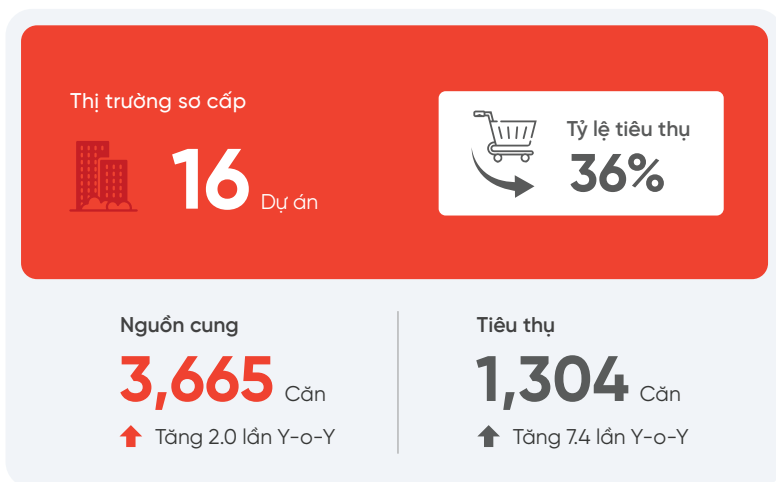 Thị trường sơ cấp
16 Dự án
Tỷ lệ tiêu thụ
36%
Nguồn cung
3,665 Căn
Tăng 2.0 lần Y-o-Y
Tiêu thụ
1,304 Căn
Tăng 7.4 lần Y-o-Y